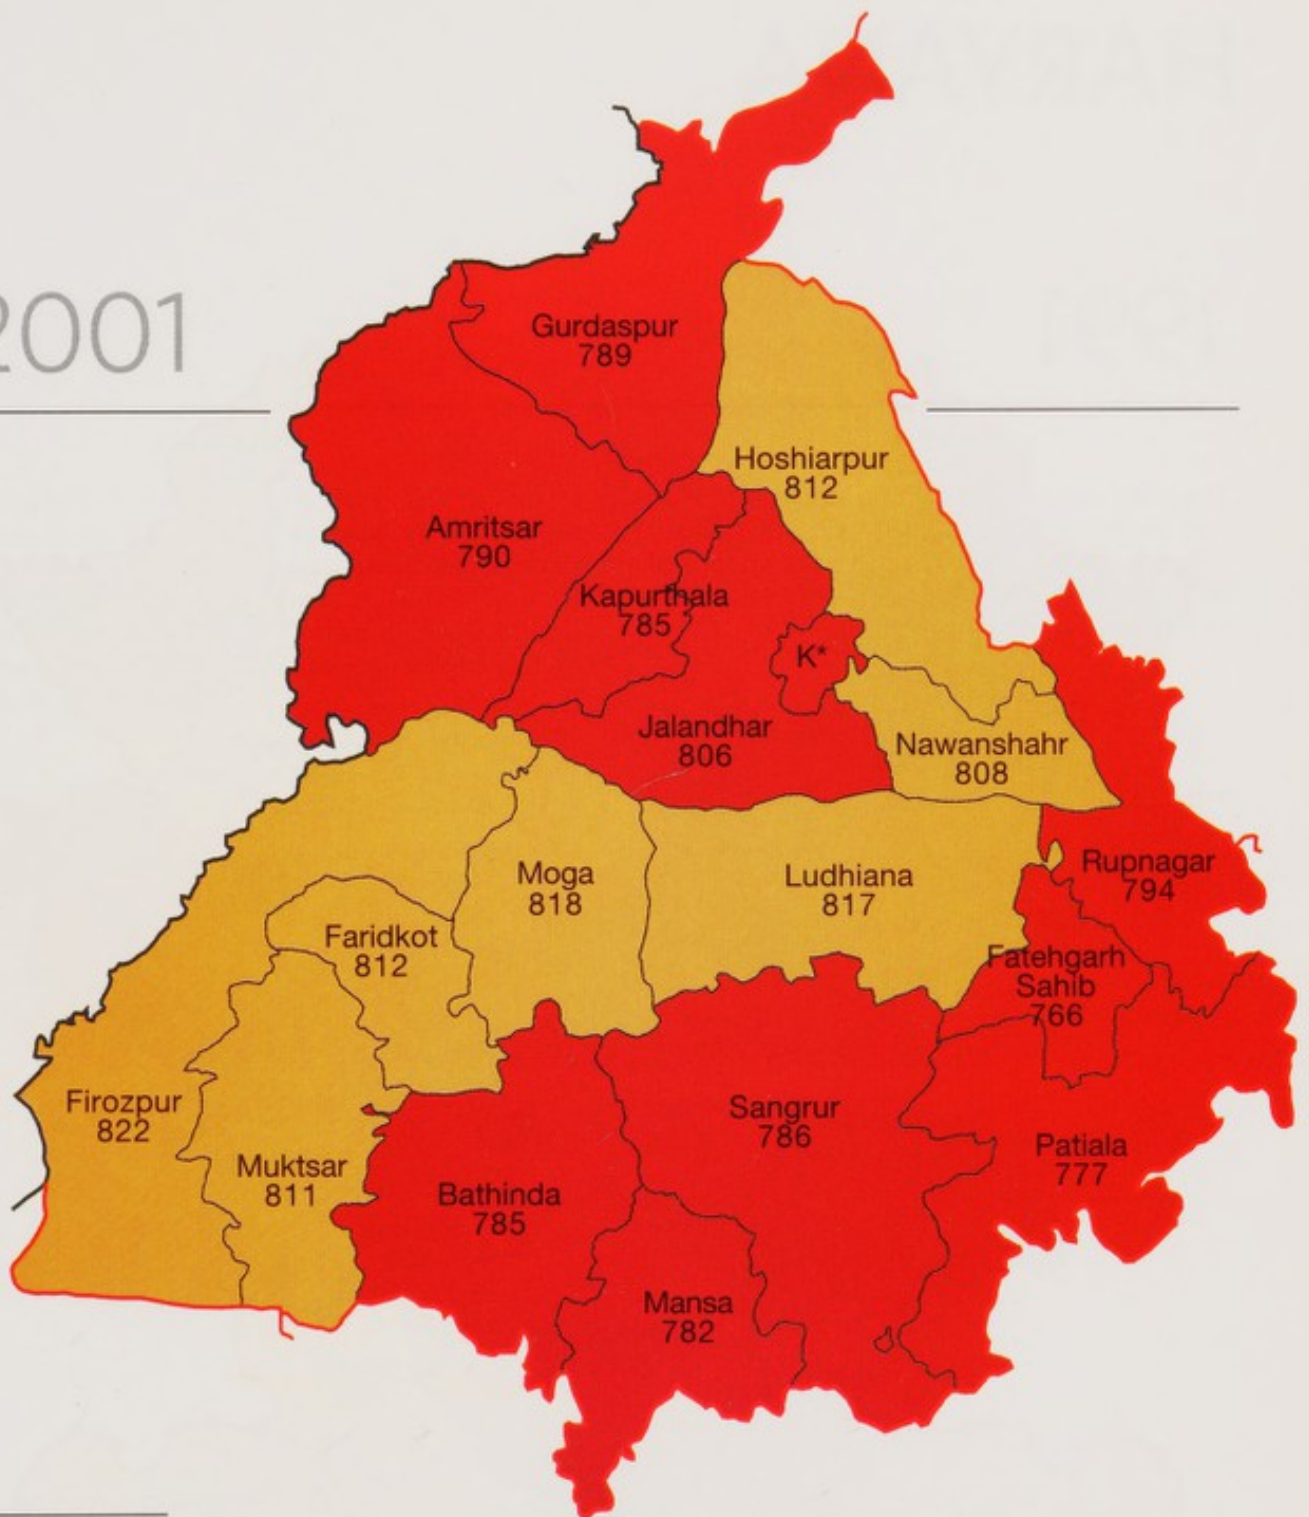 2001
Gurdaspur
789
Hoshiarpur
812
Amritsar
790
Kapurthala
785
K*
Jalandhar
806
Nawanshahr
808
Moga
818
Ludhiana
817
Rupnagar
794
Faridkot
812
Fatehgarh
Sahib
766
Firozpur
822
Muktsar
811
Sangrur
786
Patiala
777
Bathinda
785
Mansa
782